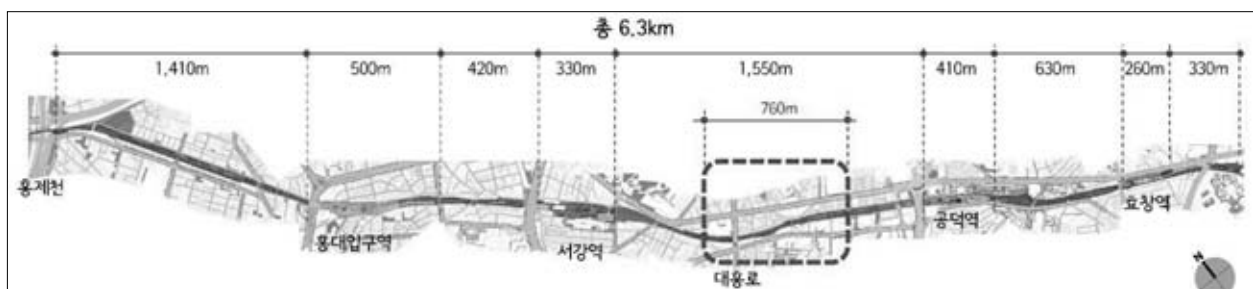 총 6.3km
1,410m 500m 420m 330m 1,550m 410m 630m 260m 330m
760m
홍제천
홍대입구역
서강역
대흥로
공덕역
효창역
N